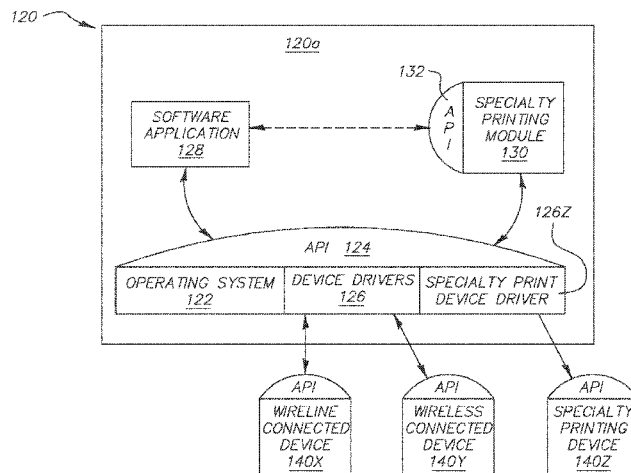 120
120a
132
SOFTWARE
APPLICATION
128
API
SPECIALTY
PRINTING
MODULE
130
126Z
API 124
OPERATING SYSTEM
122
DEVICE DRIVERS
126
SPECIALTY PRINT
DEVICE DRIVER
API
WIRELINE
CONNECTED
DEVICE
140X
API
WIRELESS
CONNECTED
DEVICE
140Y
API
SPECIALTY
PRINTING
DEVICE
140Z